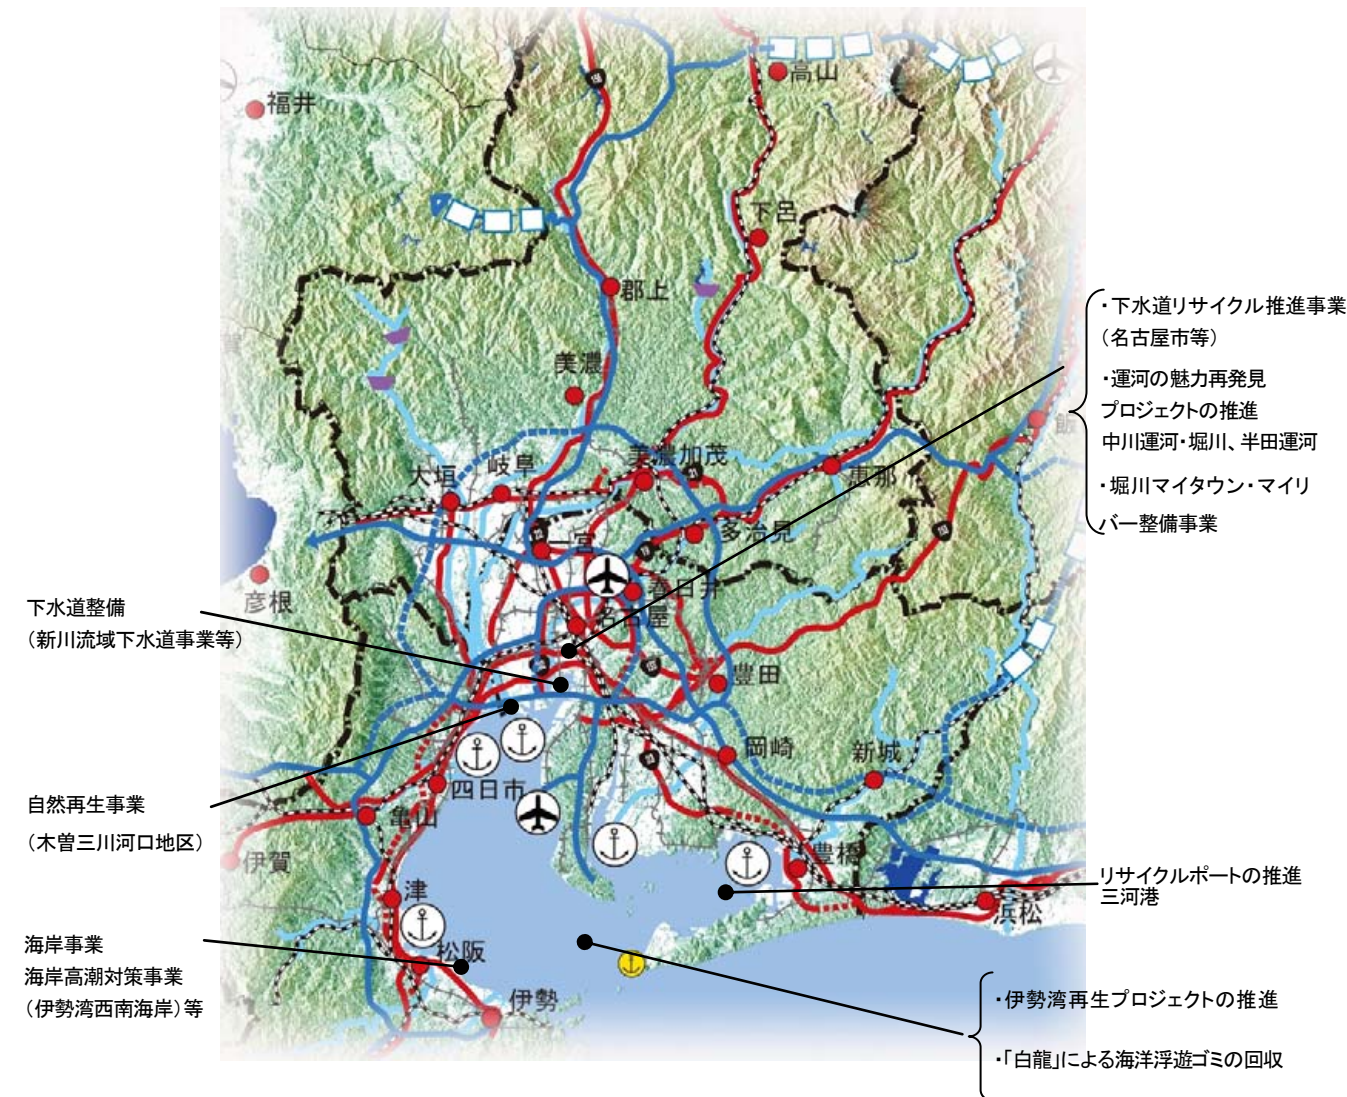 高山
福井
下呂
郡上
美濃
・下水道リサイクル推進事業
（名古屋市等）
・運河の魅力再発見
プロジェクトの推進
中川運河・堀川、半田運河
・堀川マイタウン・マイリ
バー整備事業
飯
大垣
岐阜
美濃加茂
恵那
一宮
多治見
春日井
彦根
名古屋
下水道整備
（新川流域下水道事業等）
豊田
岡崎
新城
四日市
亀山
自然再生事業
（木曽三川河口地区）
伊賀
豊橋
津
浜松
リサイクルポートの推進
三河港
松阪
伊勢
海岸事業
海岸高潮対策事業
（伊勢湾西南海岸）等
・伊勢湾再生プロジェクトの推進
・「白龍」による海洋浮遊ゴミの回収